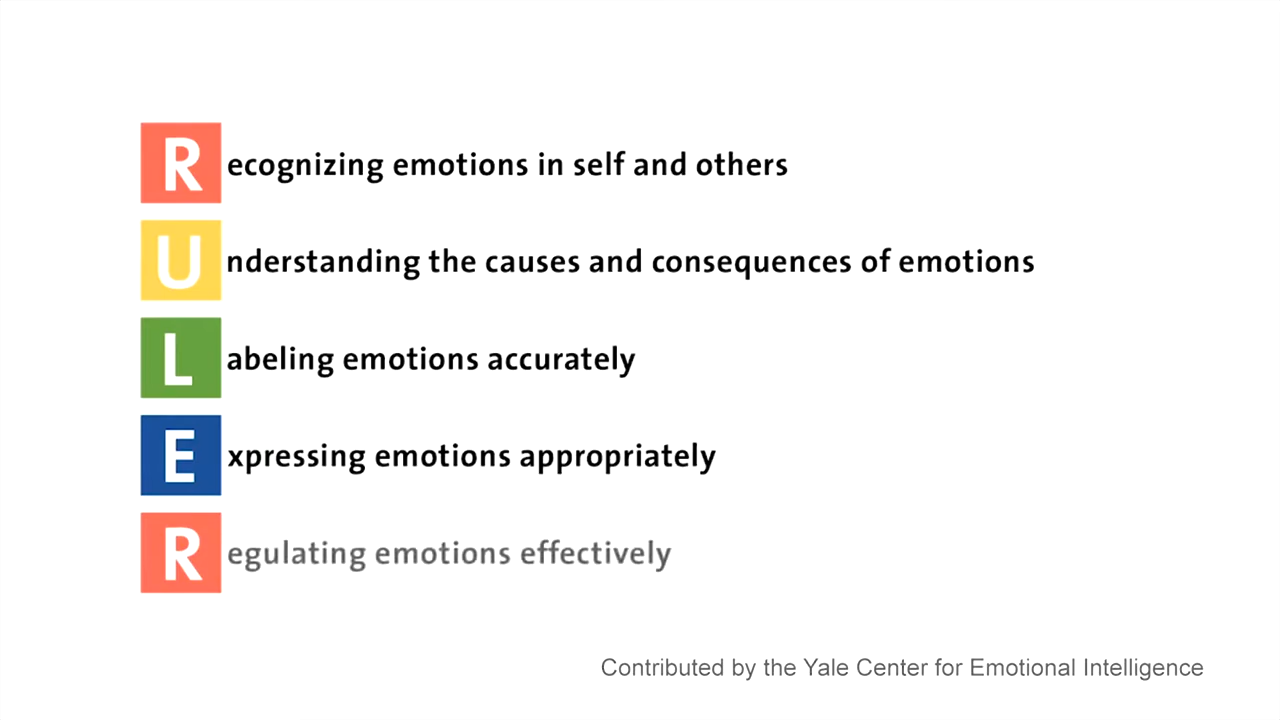 Recognizing emotions in self and others
Understanding the causes and consequences of emotions
Labeling emotions accurately
Expressing emotions appropriately
Regulating emotions effectively
Contributed by the Yale Center for Emotional Intelligence